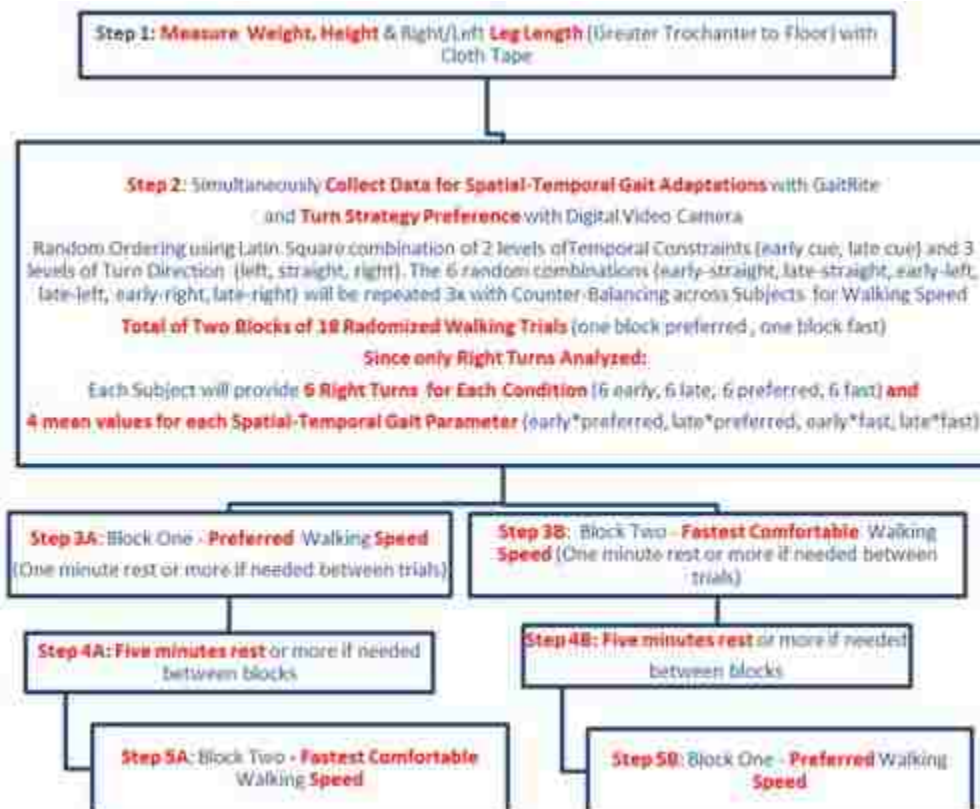 Step 1: Measure Weight, Height & Right/Left Leg Length (Greater Trochanter to Floor) with
Cloth Tape
Step 2: Simultaneously Collect Data for Spatial-Temporal Gait Adaptations with GaitRite
and Turn Strategy Preference with Digital Video Camera
Random Ordering using Latin Square combination of 2 levels of Temporal Constraints (early cue, late cue) and 3
levels of Turn Direction (left, straight, right). The 6 random combinations (early-straight, late-straight, early-left,
late-left, early-right, late-right) will be repeated 3x with Counter-Balancing across Subjects for Walking Speed
Total of Two Blocks of 18 Radomized Walking Trials (one block preferred, one block fast)
Since only Right Turns Analyzed:
Each Subject will provide 6 Right Turns for Each Condition (6 early, 6 late, 6 preferred, 6 fast) and
4 mean values for each Spatial-Temporal Gait Parameter (early*preferred, late*preferred, early*fast, late*fast)
Step 3A: Block One - Preferred Walking Speed
(One minute rest or more if needed between trials)
Step 3B: Block Two - Fastest Comfortable Walking
Speed (One minute rest or more if needed between
trials)
Step 4A: Five minutes rest or more if needed
between blocks
Step 4B: Five minutes rest or more if needed
between blocks
Step 5A: Block Two - Fastest Comfortable
Walking Speed
Step 5B: Block One - Preferred Walking
Speed